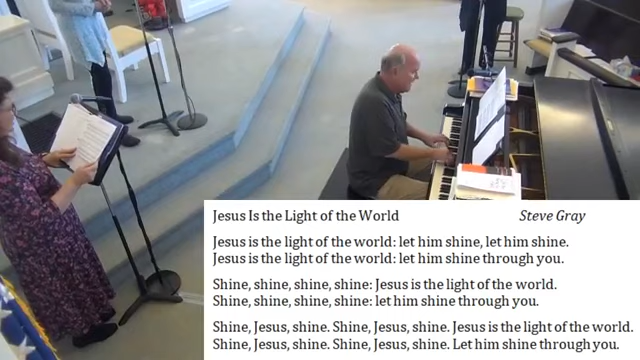 Jesus Is the Light of the World Steve Gray
Jesus is the light of the world: let him shine, let him shine.
Jesus is the light of the world: let him shine through you.
Shine, shine, shine, shine: Jesus is the light of the world.
Shine, shine, shine, shine: let him shine through you.
Shine, Jesus, shine. Shine, Jesus, shine. Jesus is the light of the world.
Shine, Jesus, shine. Shine, Jesus, shine. Let him shine through you.